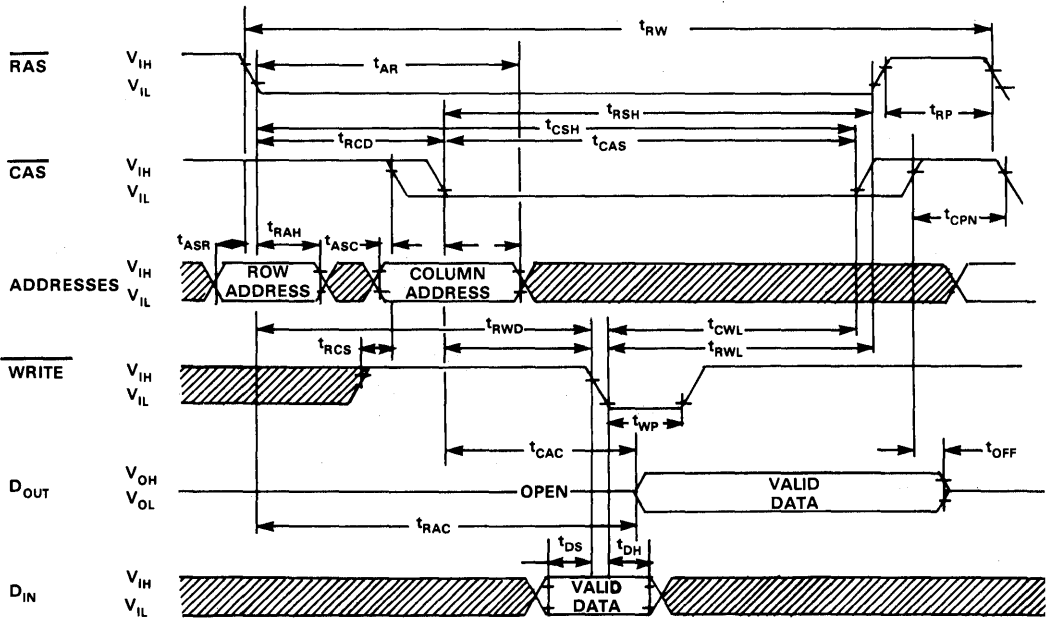 tRW
RAS
VIH
VIL
tAR
tRSH
tRP
tCSH
tRCD
tCAS
CAS
VIH
VIL
tCPN
tASR
tRAH
tASC
ADDRESSES
VIH
VIL
ROW
ADDRESS
COLUMN
ADDRESS
tRWD
tCWL
tRCS
tRWL
WRITE
VIH
VIL
tWP
tCAC
tOFF
DOUT
VOH
VOL
OPEN
VALID
DATA
tRAC
tDS
tDH
DIN
VIH
VIL
VALID
DATA